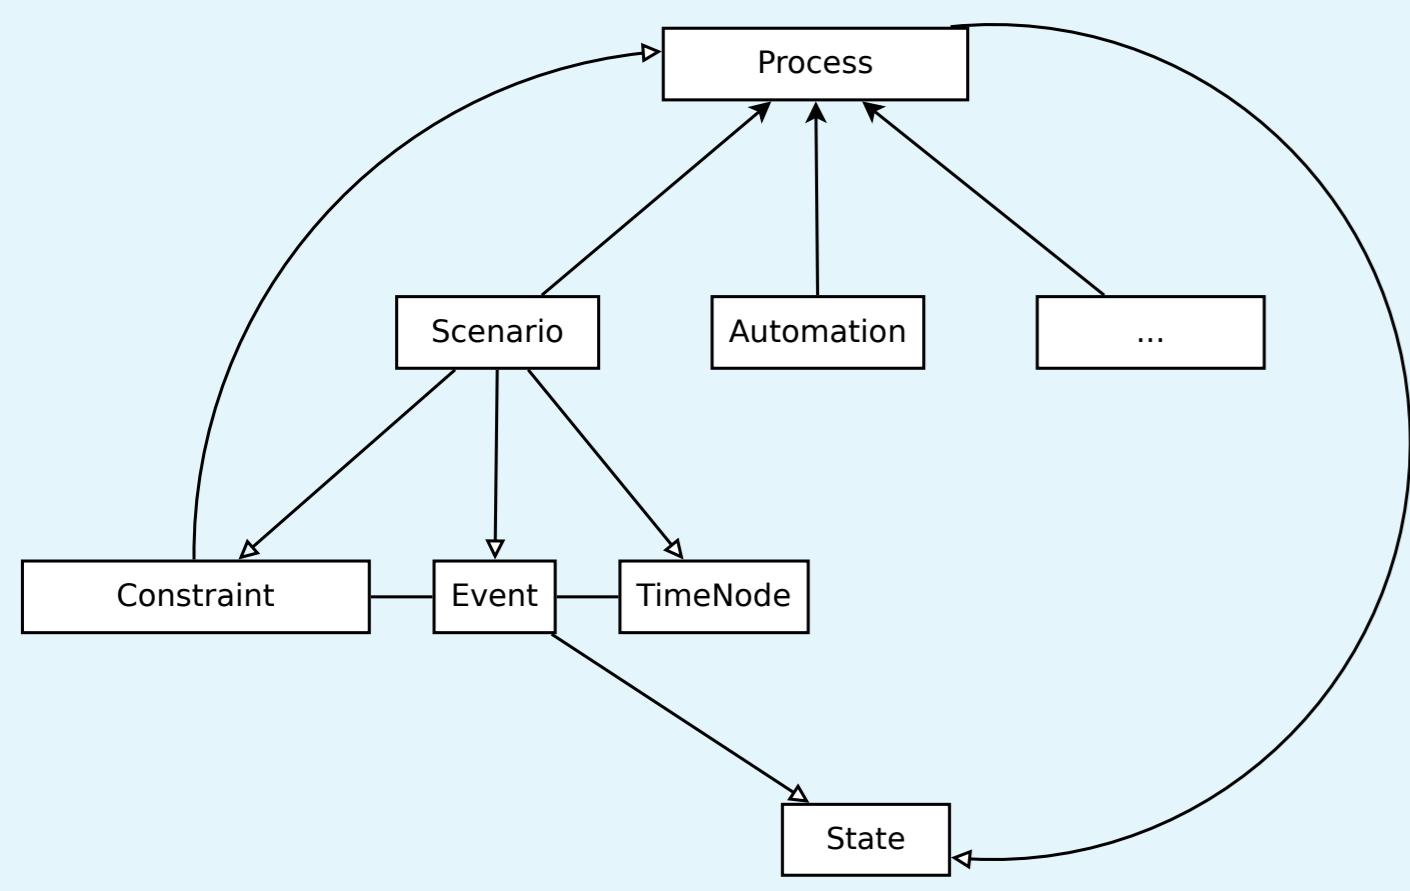 Process
Scenario
Automation
...
Constraint
Event
TimeNode
State